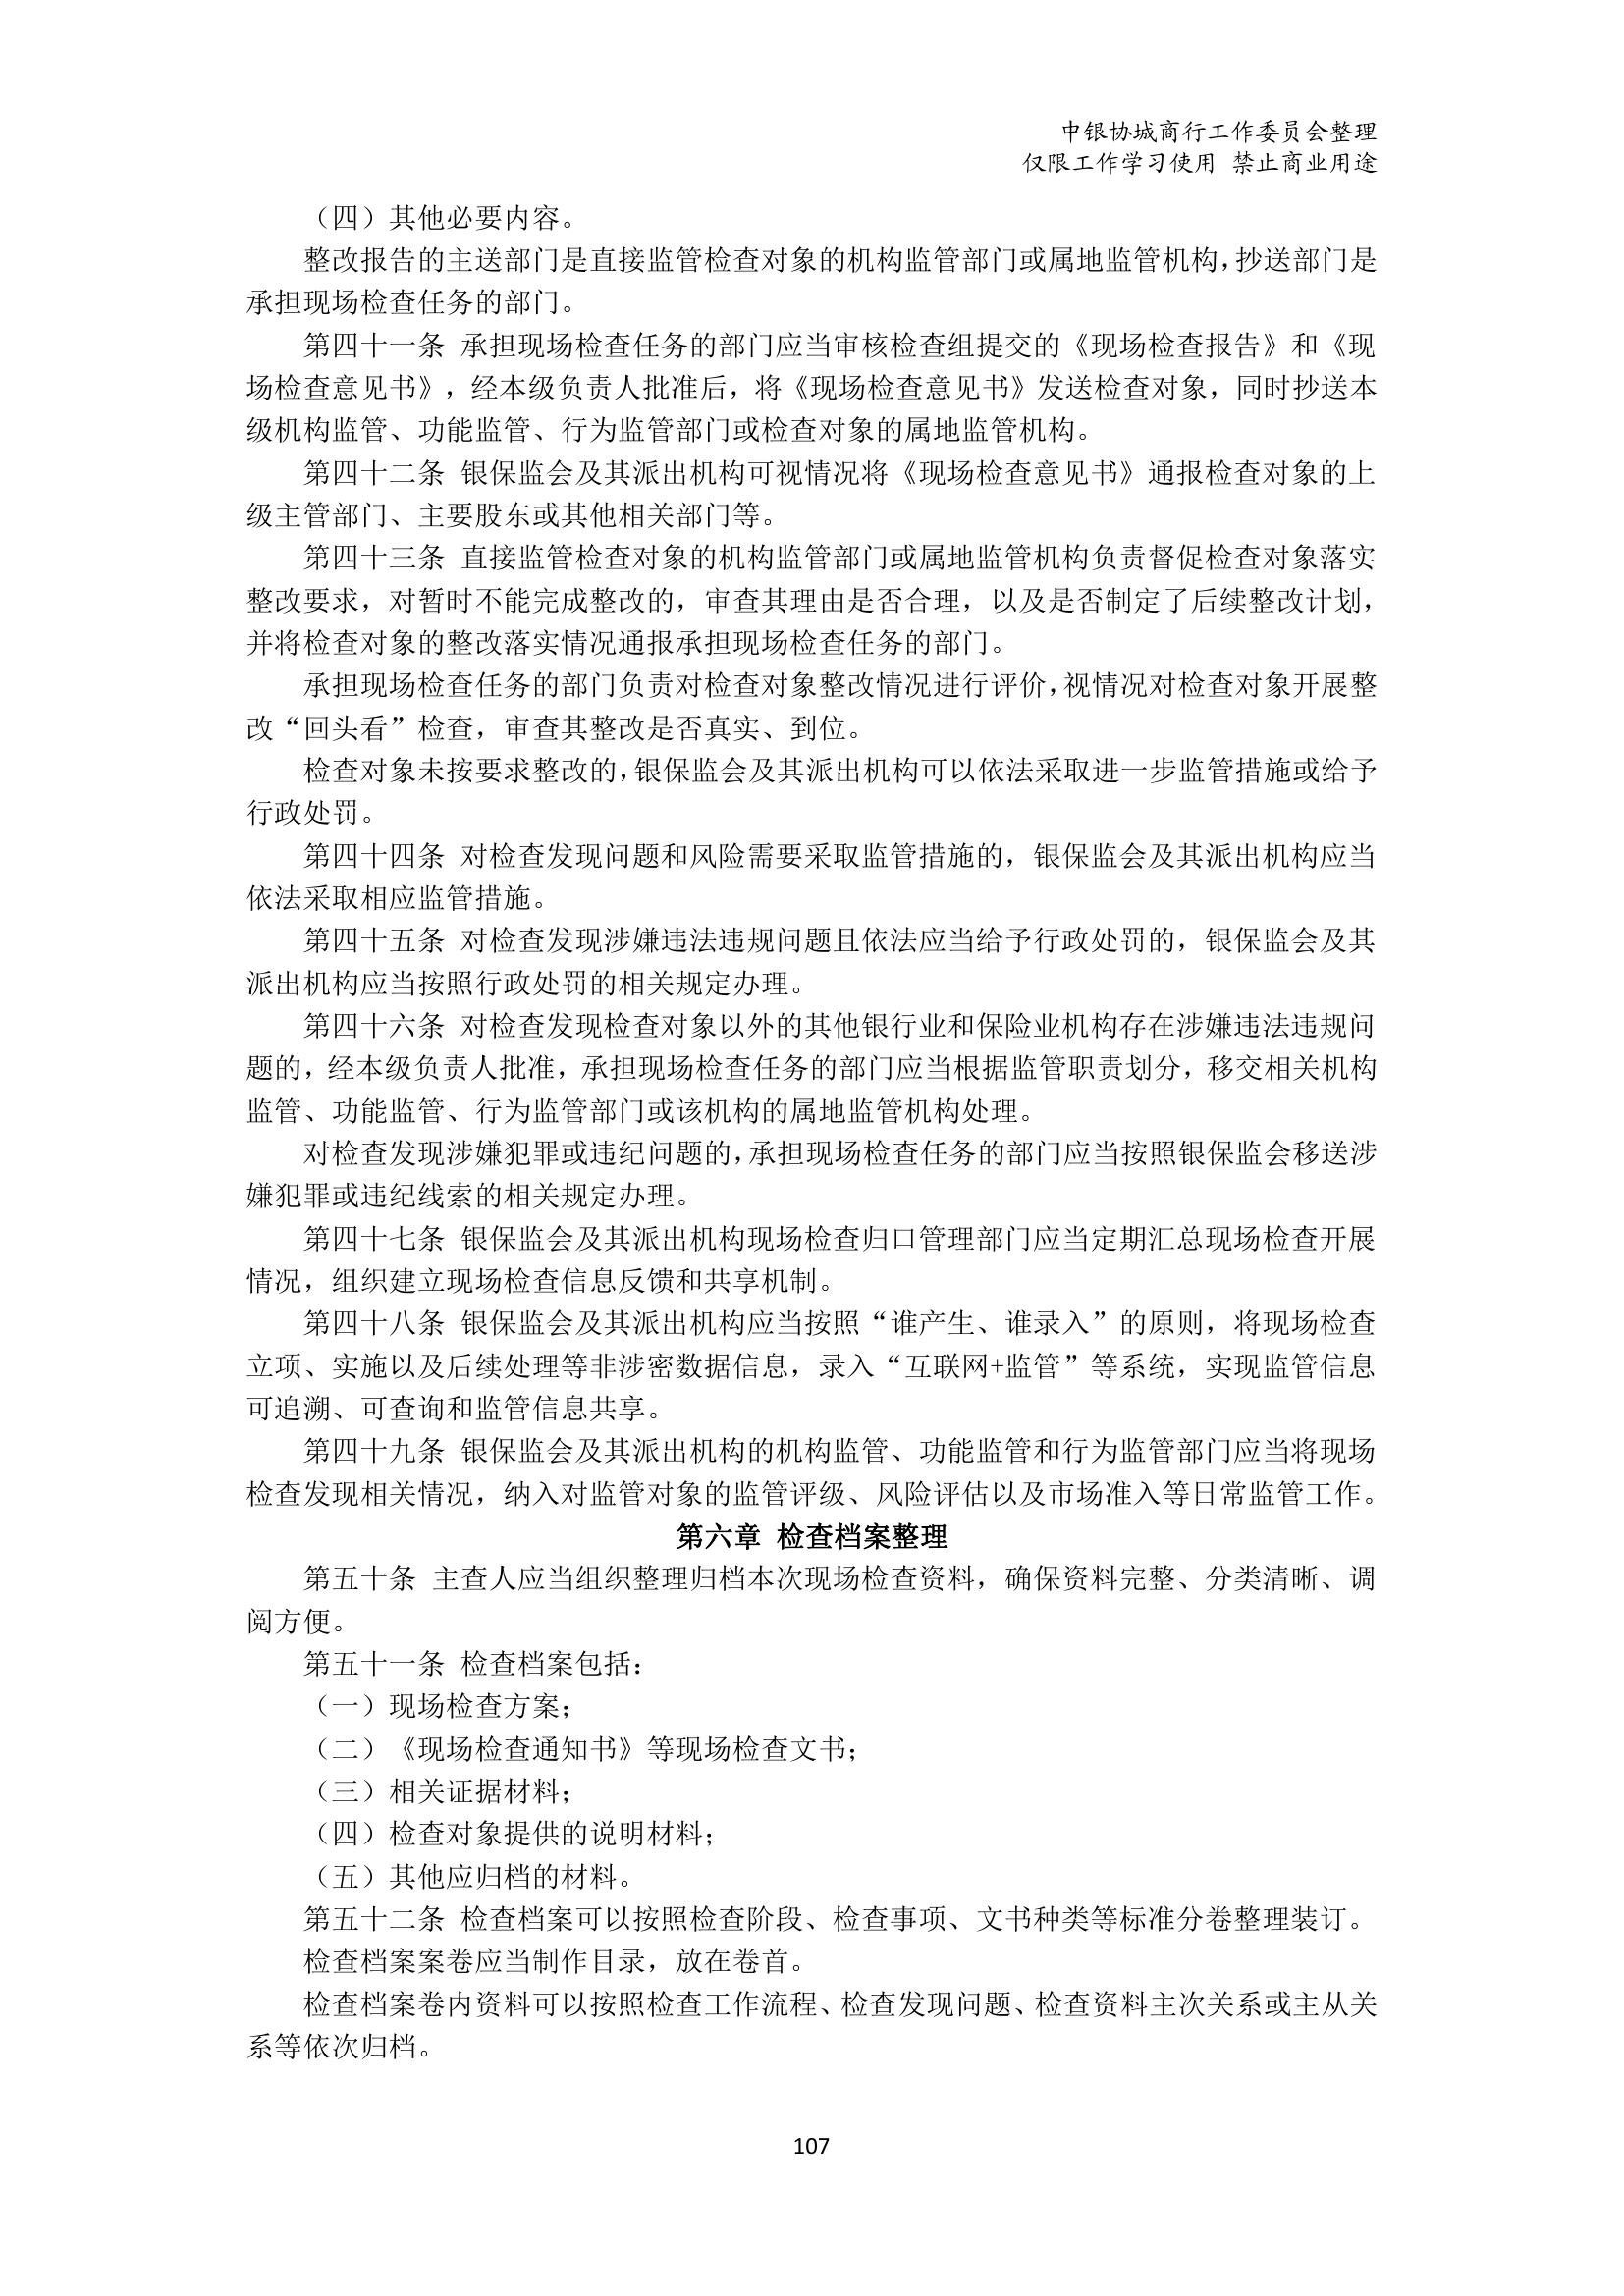 中银协城商行工作委员会整理
仅限工作学习使用 禁止商业用途
（四）其他必要内容。
整改报告的主送部门是直接监管检查对象的机构监管部门或属地监管机构，抄送部门是
承担现场检查任务的部门。
第四十一条 承担现场检查任务的部门应当审核检查组提交的《现场检查报告》和《现
场检查意见书》，经本级负责人批准后，将《现场检查意见书》发送检查对象，同时抄送本
级机构监管、功能监管、行为监管部门或检查对象的属地监管机构。
第四十二条 银保监会及其派出机构可视情况将《现场检查意见书》通报检查对象的上
级主管部门、主要股东或其他相关部门等。
第四十三条 直接监管检查对象的机构监管部门或属地监管机构负责督促检查对象落实
整改要求，对暂时不能完成整改的，审查其理由是否合理，以及是否制定了后续整改计划，
并将检查对象的整改落实情况通报承担现场检查任务的部门。
承担现场检查任务的部门负责对检查对象整改情况进行评价，视情况对检查对象开展整
改“回头看”检查，审查其整改是否真实、到位。
检查对象未按要求整改的，银保监会及其派出机构可以依法采取进一步监管措施或给予
行政处罚。
第四十四条 对检查发现问题和风险需要采取监管措施的，银保监会及其派出机构应当
依法采取相应监管措施。
第四十五条 对检查发现涉嫌违法违规问题且依法应当给予行政处罚的，银保监会及其
派出机构应当按照行政处罚的相关规定办理。
第四十六条 对检查发现检查对象以外的其他银行业和保险业机构存在涉嫌违法违规问
题的，经本级负责人批准，承担现场检查任务的部门应当根据监管职责划分，移交相关机构
监管、功能监管、行为监管部门或该机构的属地监管机构处理。
对检查发现涉嫌犯罪或违纪问题的，承担现场检查任务的部门应当按照银保监会移送涉
嫌犯罪或违纪线索的相关规定办理。
第四十七条 银保监会及其派出机构现场检查归口管理部门应当定期汇总现场检查开展
情况，组织建立现场检查信息反馈和共享机制。
第四十八条 银保监会及其派出机构应当按照“谁产生、谁录入”的原则，将现场检查
立项、实施以及后续处理等非涉密数据信息，录入“互联网+监管”等系统，实现监管信息
可追溯、可查询和监管信息共享。
第四十九条 银保监会及其派出机构的机构监管、功能监管和行为监管部门应当将现场
检查发现相关情况，纳入对监管对象的监管评级、风险评估以及市场准入等日常监管工作。
第六章 检查档案整理
第五十条 主查人应当组织整理归档本次现场检查资料，确保资料完整、分类清晰、调
阅方便。
第五十一条 检查档案包括：
（一）现场检查方案；
（二）《现场检查通知书》等现场检查文书；
（三）相关证据材料；
（四）检查对象提供的说明材料；
（五）其他应归档的材料。
第五十二条 检查档案可以按照检查阶段、检查事项、文书种类等标准分卷整理装订。
检查档案案卷应当制作目录，放在卷首。
检查档案卷内资料可以按照检查工作流程、检查发现问题、检查资料主次关系或主从关
系等依次归档。
107